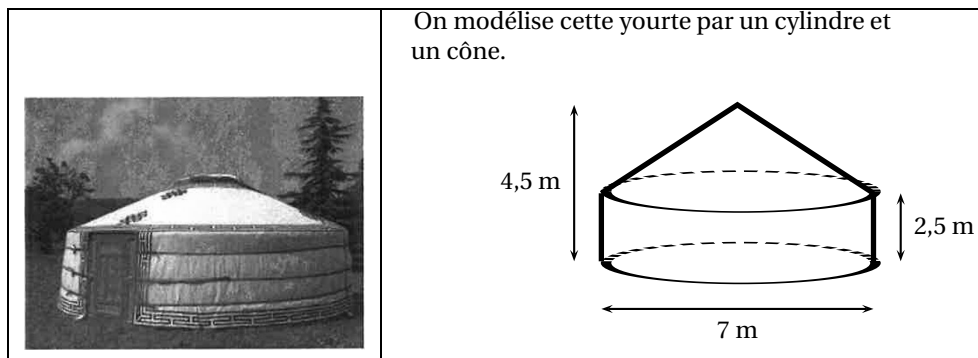 On modélise cette yourte par un cylindre et
un cône.
4,5 m
2,5 m
7 m